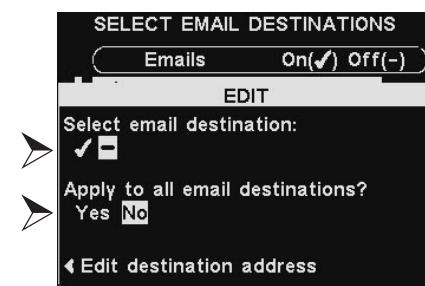 SELECT EMAIL DESTINATIONS
Emails On(✓) Off(-)
EDIT
Select email destination:
✓ -
Apply to all email destinations?
Yes No
Edit destination address